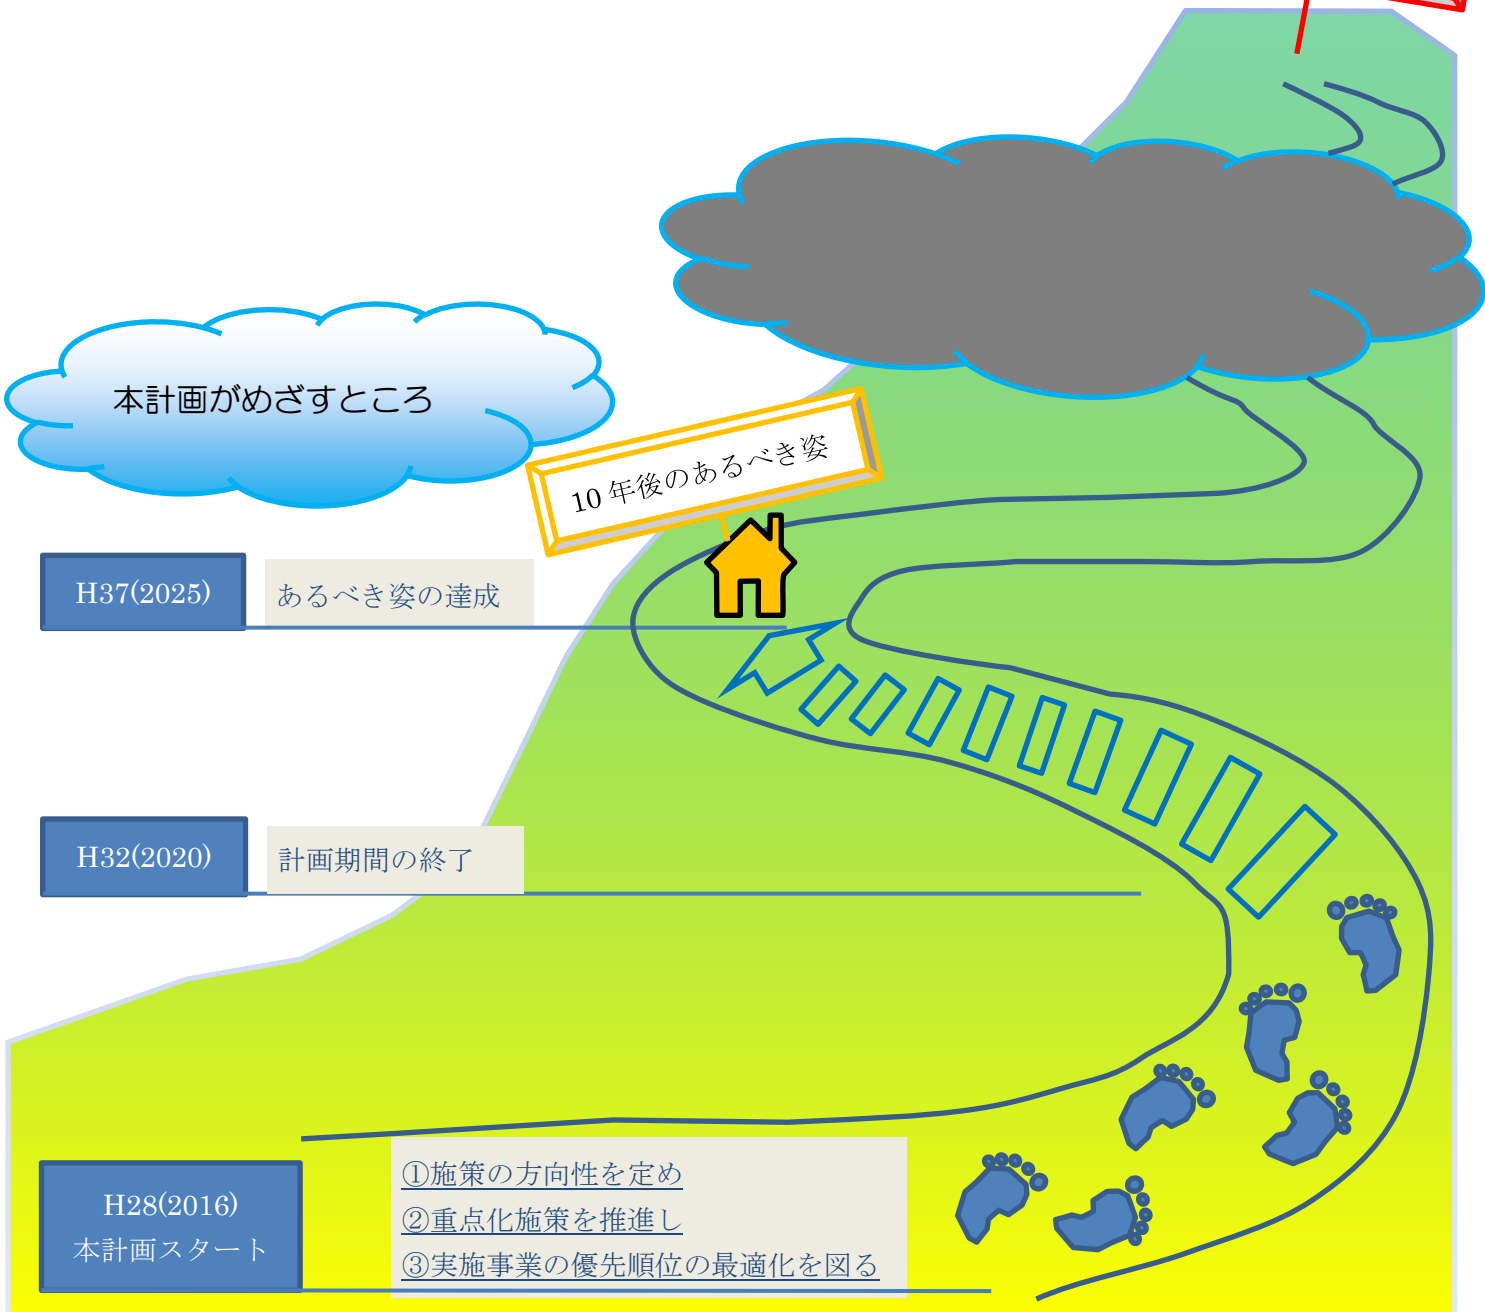 本計画がめざすところ
10年後のあるべき姿
H37(2025)
あるべき姿の達成
H32(2020)
計画期間の終了
H28(2016)
本計画スタート
①施策の方向性を定め
②重点化施策を推進し
③実施事業の優先順位の最適化を図る